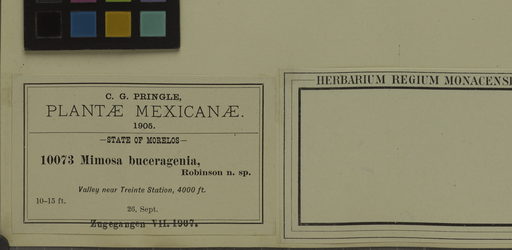 C. G. PRINGLE,
PLANTÆ MEXICANÆ.
1905.
—STATE OF MORELOS—
10073 Mimosa buceragenia,
Robinson n. sp.
Valley near Treinte Station, 4000 ft.
10–15 ft.
26, Sept.
Zugegangen VII. 1907.
HERBARIUM REGIUM MONACENS